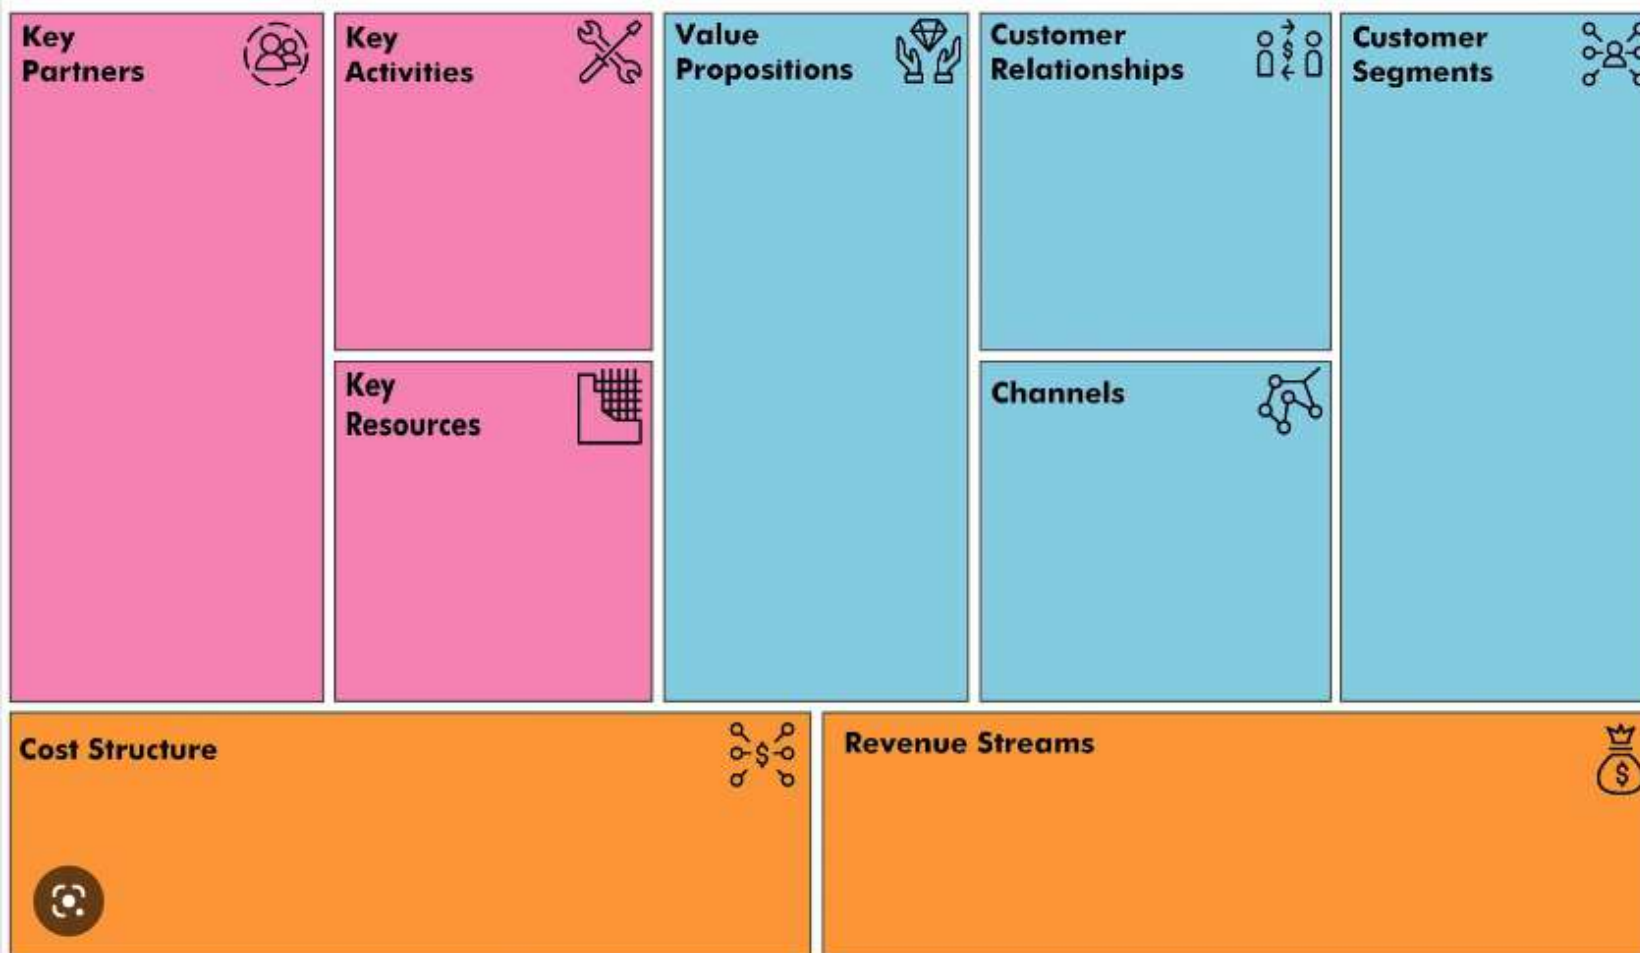 Key
Partners
Key
Activities
Key
Resources
Value
Propositions
Customer
Relationships
Channels
Customer
Segments
Cost Structure
$
Revenue Streams
$